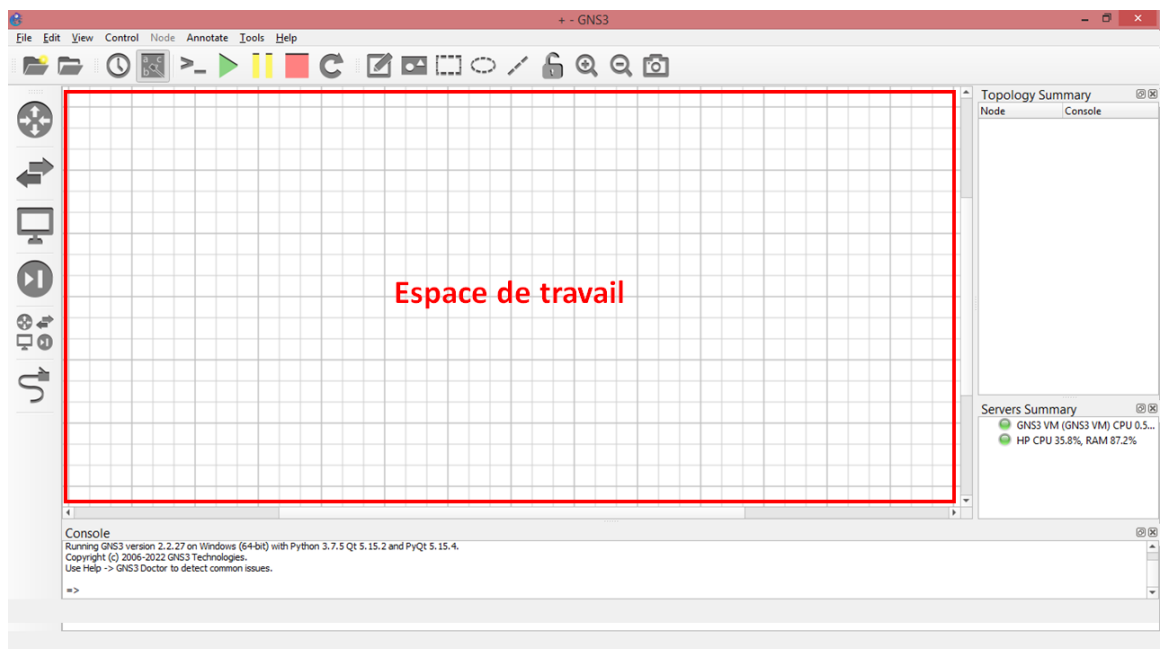 + - GNS3
File Edit View Control Node Annotate Tools Help
Topology Summary
Node Console
Espace de travail
Servers Summary
GNS3 VM (GNS3 VM) CPU 0.5...
HP CPU 35.8%, RAM 87.2%
Console
Running GNS3 version 2.2.27 on Windows (64-bit) with Python 3.7.5 Qt 5.15.2 and PyQt 5.15.4.
Copyright (c) 2006-2022 GNS3 Technologies.
Use Help -> GNS3 Doctor to detect common issues.
=>